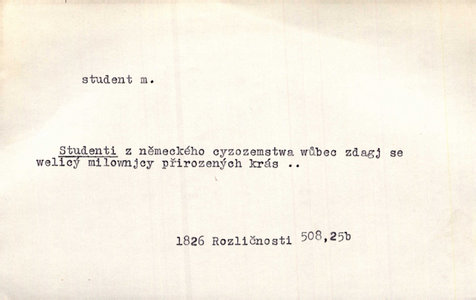 student m.
Studenti z německého cyzozemstwa wůbec zdagj se
welicý milownjcy přirozených krás ..
1826 Rozličnosti 508,25b